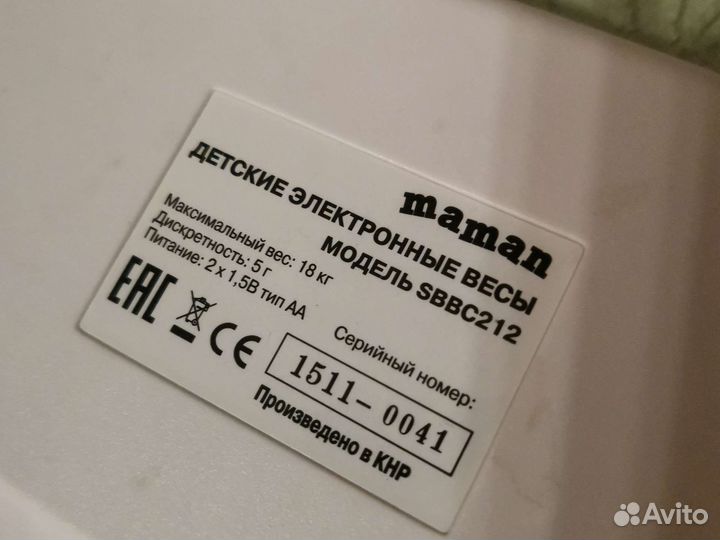 maman
ДЕТСКИЕ ЭЛЕКТРОННЫЕ ВЕСЫ
МОДЕЛЬ SBBC212
Максимальный вес: 18 кг
Дискретность: 5 г
Питание: 2 x 1,5В тип АА
EAC CE
Серийный номер:
1511-0041
Произведено в КНР
Avito